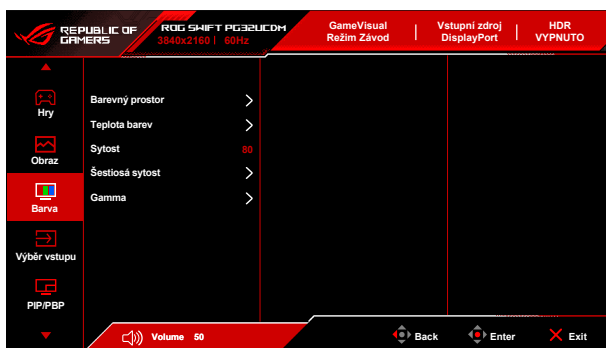 REPUBLIC OF
GAMERS
ROG SWIFT PG32UCDM
3840x2160 | 60Hz
GameVisual
Režim Závod
Vstupní zdroj
DisplayPort
HDR
VYPNUTO
Hry
Obraz
Barva
Výběr vstupu
PIP/PBP
Barevný prostor
Teplota barev
Sytost 80
Šestiosá sytost
Gamma
Volume 50
Back
Enter
Exit